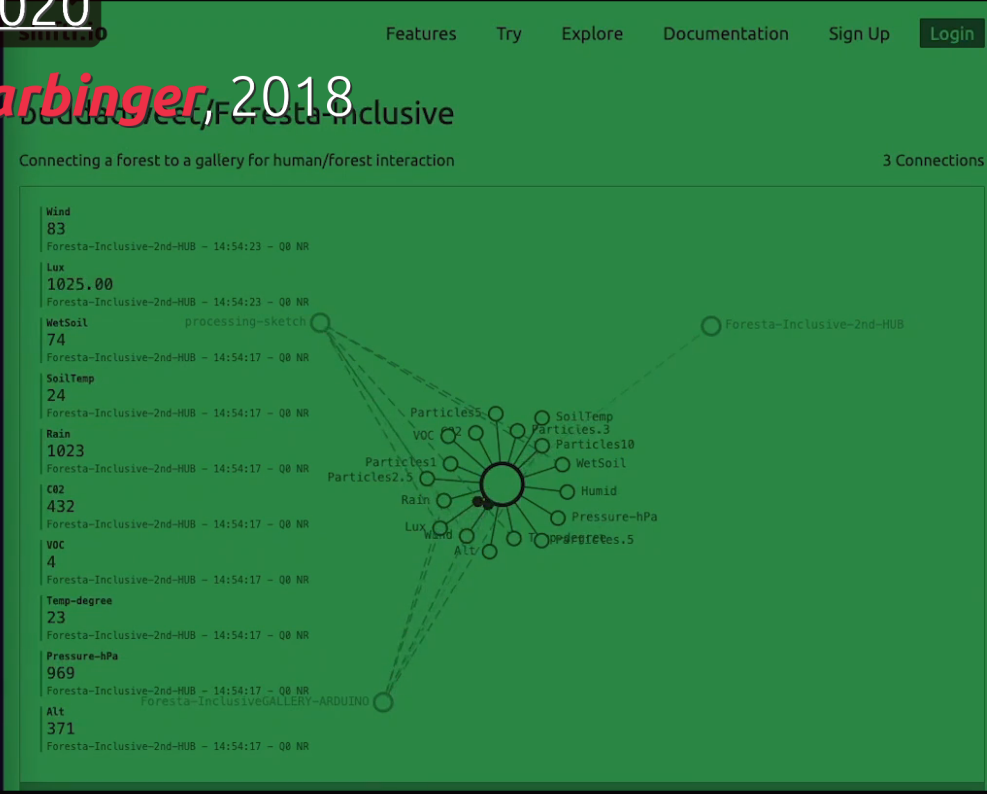 020
shiftr.io
Features Try Explore Documentation Sign Up Login
arbinger, 2018
/Foresta-Inclusive
Connecting a forest to a gallery for human/forest interaction
3 Connections
Wind
83
Foresta-Inclusive-2nd-HUB - 14:54:23 - Q0 NR
Lux
1025.00
Foresta-Inclusive-2nd-HUB - 14:54:23 - Q0 NR
WetSoil
74
Foresta-Inclusive-2nd-HUB - 14:54:17 - Q0 NR
SoilTemp
24
Foresta-Inclusive-2nd-HUB - 14:54:17 - Q0 NR
Rain
1023
Foresta-Inclusive-2nd-HUB - 14:54:17 - Q0 NR
C02
432
Foresta-Inclusive-2nd-HUB - 14:54:17 - Q0 NR
VOC
4
Foresta-Inclusive-2nd-HUB - 14:54:17 - Q0 NR
Temp-degree
23
Foresta-Inclusive-2nd-HUB - 14:54:17 - Q0 NR
Pressure-hPa
969
Foresta-Inclusive-2nd-HUB - 14:54:17 - Q0 NR
Alt
371
Foresta-Inclusive-2nd-HUB - 14:54:17 - Q0 NR
processing-sketch
Foresta-Inclusive-2nd-HUB
Particles5
SoilTemp
Particles.3
VOC
C02
Particles10
Particles1
WetSoil
Particles2.5
Humid
Rain
Pressure-hPa
Lux
Wind
Temp-degree
Particles.5
Alt
Foresta-InclusiveGALLERY-ARDUINO